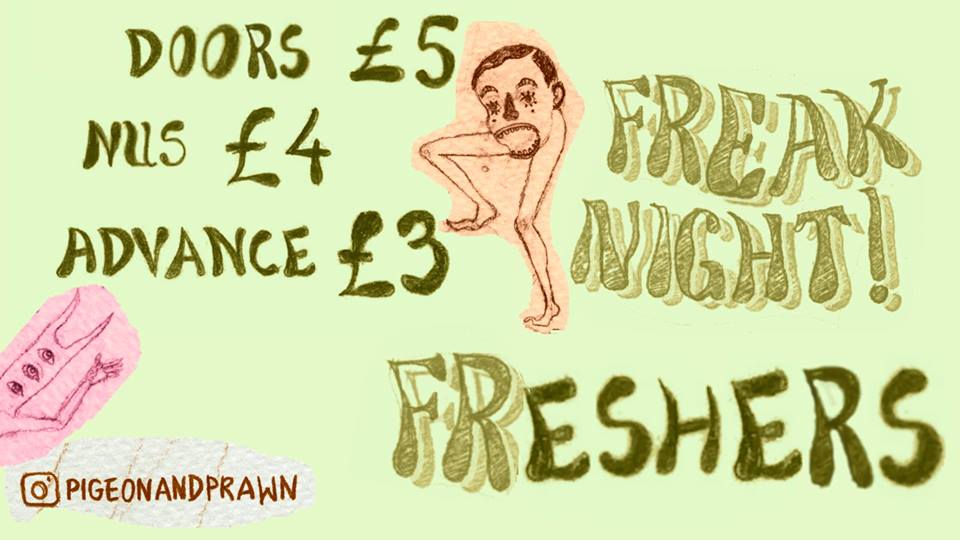 DOORS £5
NUS £4
ADVANCE £3
FREAK
NIGHT!
FRESHERS
PIGEONANDPRAWN